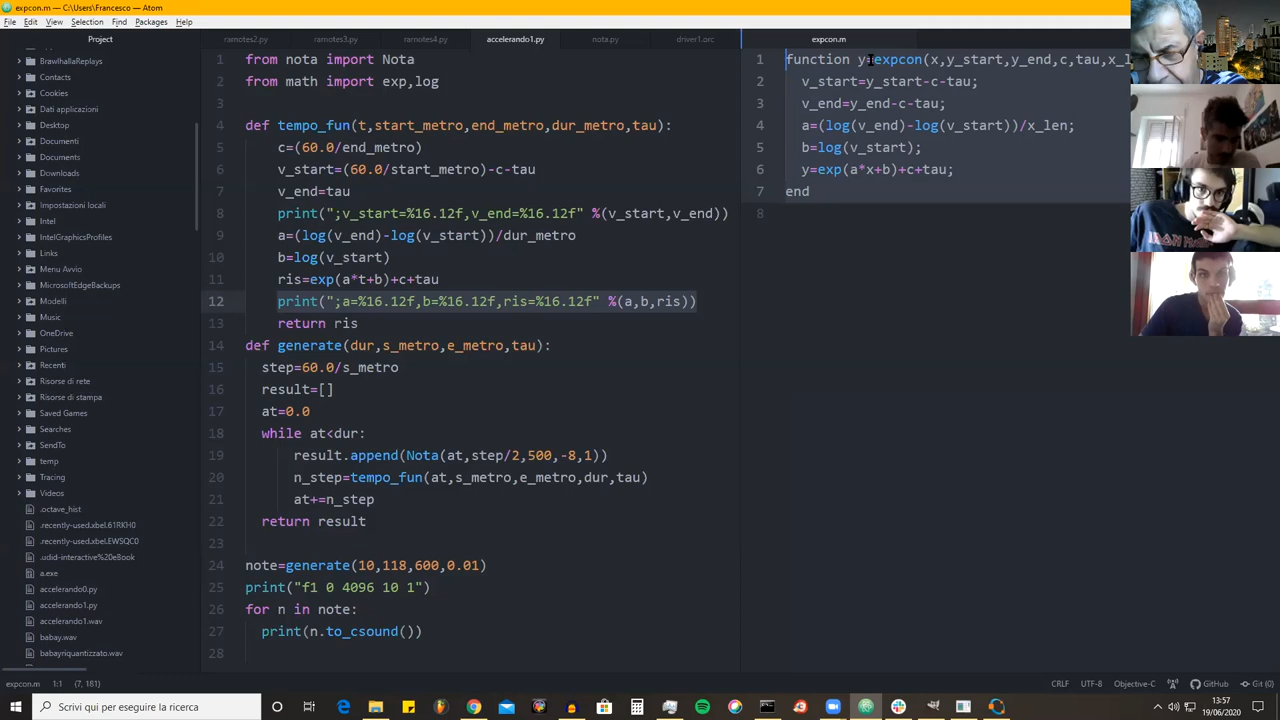 expcon.m — C:\Users\Francesco — Atom
File Edit View Selection Find Packages Help
Project
ramnotes2.py ramnotes3.py ramnotes4.py accelerando1.py nota.py driver1.orc expcon.m
BrawlhallaReplays
Contacts
Cookies
Dati applicazioni
Desktop
Documenti
Documents
Downloads
Favorites
Impostazioni locali
Intel
IntelGraphicsProfiles
Links
Menu Avvio
MicrosoftEdgeBackups
Modelli
Music
OneDrive
Pictures
Recenti
Risorse di rete
Risorse di stampa
Saved Games
Searches
SendTo
temp
Tracing
Videos
.octave_hist
.recently-used.xbel.61RKH0
.recently-used.xbel.EWSQC0
.udid-interactive%20eBook
a.exe
accelerando0.py
accelerando1.py
accelerando1.wav
babay.wav
babayriquantizzato.wav
1 from nota import Nota
2 from math import exp,log
3
4 def tempo_fun(t,start_metro,end_metro,dur_metro,tau):
5 c=(60.0/end_metro)
6 v_start=(60.0/start_metro)-c-tau
7 v_end=tau
8 print(";v_start=%16.12f,v_end=%16.12f" %(v_start,v_end))
9 a=(log(v_end)-log(v_start))/dur_metro
10 b=log(v_start)
11 ris=exp(a*t+b)+c+tau
12 print(";a=%16.12f,b=%16.12f,ris=%16.12f" %(a,b,ris))
13 return ris
14 def generate(dur,s_metro,e_metro,tau):
15 step=60.0/s_metro
16 result=[]
17 at=0.0
18 while at<dur:
19 result.append(Nota(at,step/2,500,-8,1))
20 n_step=tempo_fun(at,s_metro,e_metro,dur,tau)
21 at+=n_step
22 return result
23
24 note=generate(10,118,600,0.01)
25 print("f1 0 4096 10 1")
26 for n in note:
27 print(n.to_csound())
28
1 function y=expcon(x,y_start,y_end,c,tau,x_l
2 v_start=y_start-c-tau;
3 v_end=y_end-c-tau;
4 a=(log(v_end)-log(v_start))/x_len;
5 b=log(v_start);
6 y=exp(a*x+b)+c+tau;
7 end
8
IRON
expcon.m 1:1 (7, 181) CRLF UTF-8 Objective-C GitHub Git (0)
Scrivi qui per eseguire la ricerca
13:57
19/06/2020